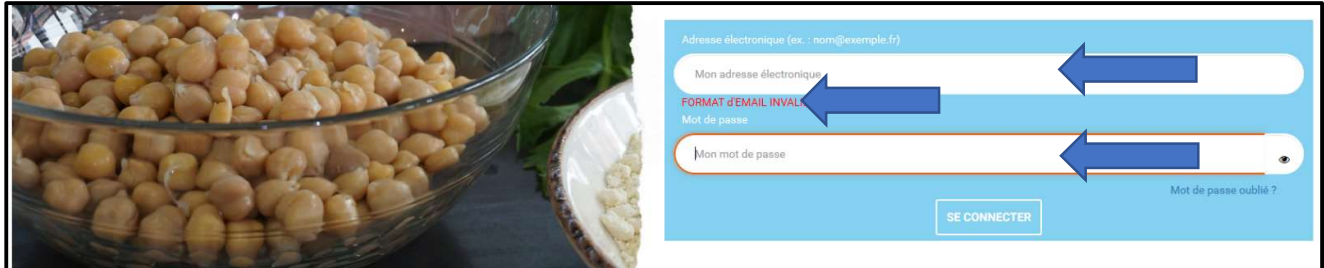 Adresse électronique (ex. : nom@exemple.fr)
Mon adresse électronique
FORMAT d'EMAIL
Mot de passe
Mon mot de passe
Mot de passe oublié ?
SE CONNECTER